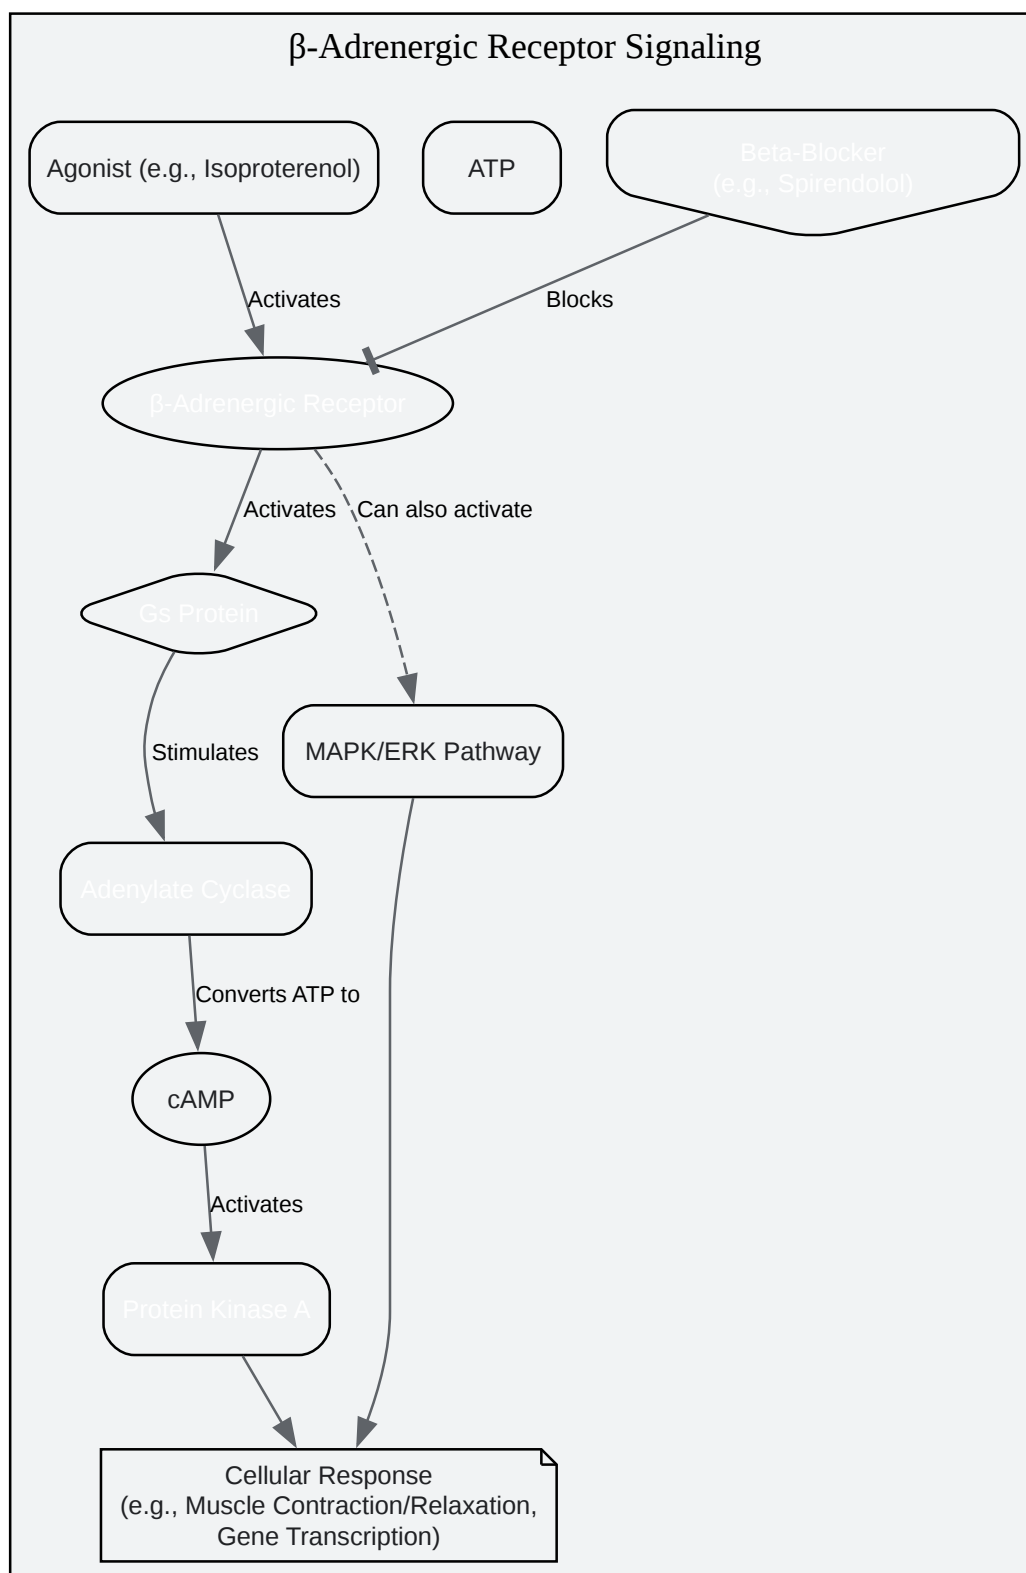 β-Adrenergic Receptor Signaling
Agonist (e.g., Isoproterenol)
ATP
Beta-Blocker
(e.g., Spirendolol)
Activates
Blocks
β-Adrenergic Receptor
Activates
Can also activate
Gs Protein
Stimulates
MAPK/ERK Pathway
Adenylate Cyclase
Converts ATP to
cAMP
Activates
Protein Kinase A
Cellular Response
(e.g., Muscle Contraction/Relaxation,
Gene Transcription)